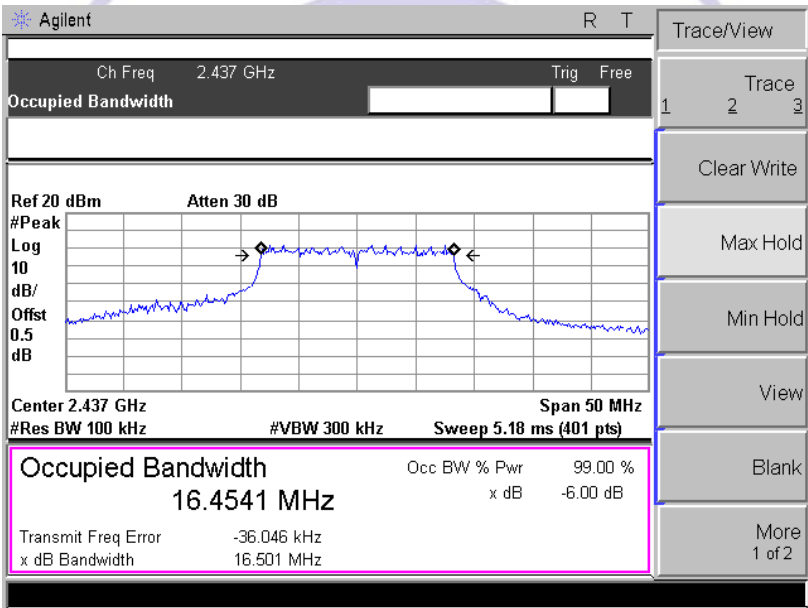 Agilent R T
Ch Freq 2.437 GHz Trig Free
Occupied Bandwidth
Ref 20 dBm Atten 30 dB
#Peak
Log
10
dB/
Offst
0.5
dB
Center 2.437 GHz Span 50 MHz
#Res BW 100 kHz #VBW 300 kHz Sweep 5.18 ms (401 pts)
Occupied Bandwidth
16.4541 MHz
Occ BW % Pwr 99.00 %
x dB -6.00 dB
Transmit Freq Error -36.046 kHz
x dB Bandwidth 16.501 MHz
Trace/View
Trace
1 2 3
Clear Write
Max Hold
Min Hold
View
Blank
More
1 of 2